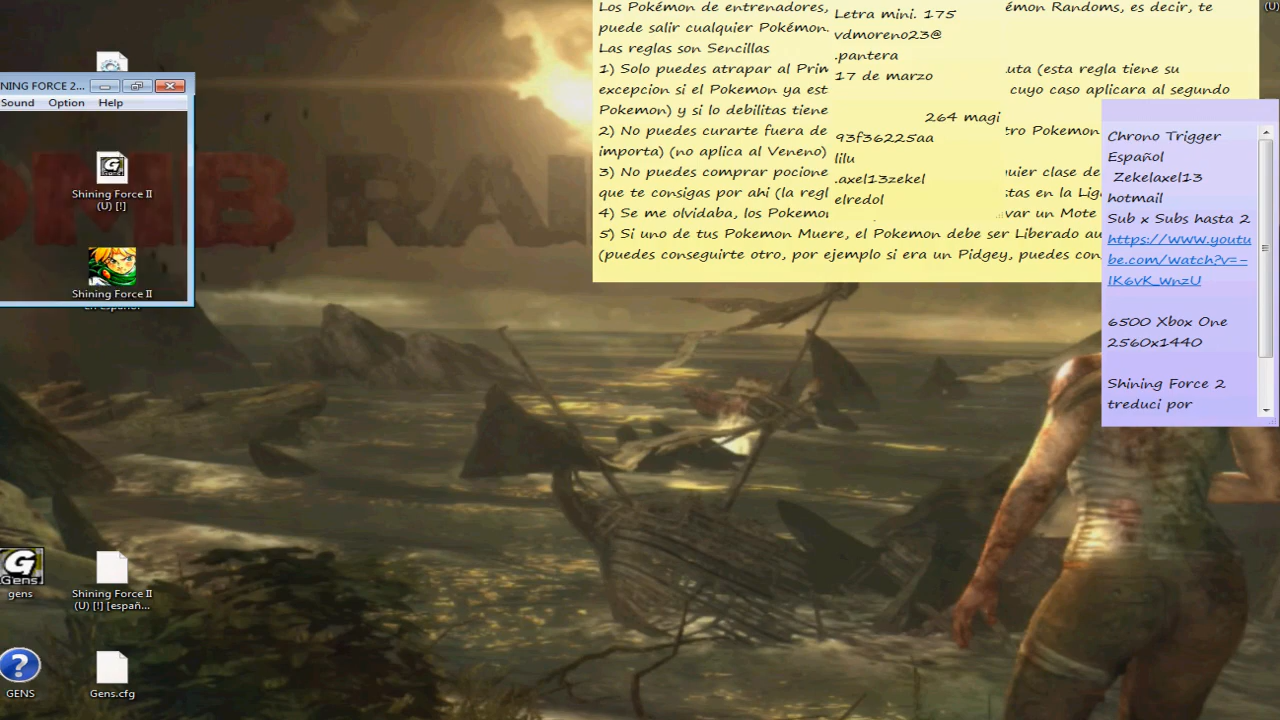 NING FORCE 2...
Sound Option Help
Shining Force II
(U) [!]
Shining Force II
gens
Gens
Shining Force II
(U) [!] [españ...
GENS
Gens.cfg
OMB RAI
Los Pokémon de entrenadores,
puede salir cualquier Pokémon.
Las reglas son Sencillas
1) Solo puedes atrapar al Prim
excepcion si el Pokemon ya est
Pokemon) y si lo debilitas tiene
2) No puedes curarte fuera de
importa) (no aplica al Veneno)
3) No puedes comprar pocione
que te consigas por ahi (la regl
4) Se me olvidaba, los Pokemo
5) Si uno de tus Pokemon Muere, el Pokemon debe ser Liberado au
(puedes conseguirte otro, por ejemplo si era un Pidgey, puedes con
Letra mini. 175
vdmoreno23@
.pantera
17 de marzo
264 magi
93f36225aa
lilu
.axel13zekel
elredol
émon Randoms, es decir, te
uta (esta regla tiene su
cuyo caso aplicara al segundo
tro Pokemon
uier clase de
tas en la Liga
var un Mote
Chrono Trigger
Español
Zekelaxel13
hotmail
Sub x Subs hasta 2
https://www.youtu
be.com/watch?v=-
IK6vK_wnzU
6500 Xbox One
2560x1440
Shining Force 2
treduci por
(U)